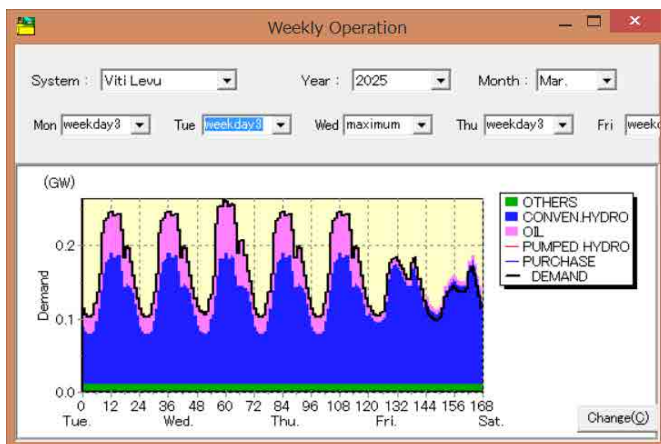 Weekly Operation
System : Viti Levu Year : 2025 Month : Mar.
Mon weekday3 Tue weekday3 Wed maximum Thu weekday3 Fri weekd
(GW)
OTHERS
CONVEN.HYDRO
OIL
PUMPED HYDRO
PURCHASE
DEMAND
Demand
0.2
0.1
0.0
0 12 24 36 48 60 72 84 96 108 120 132 144 156 168
Tue. Wed. Thu. Fri. Sat.
Change(C)